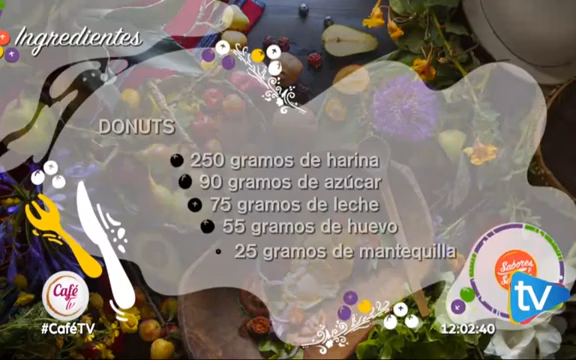 Ingredientes
DONUTS
250 gramos de harina
90 gramos de azúcar
75 gramos de leche
55 gramos de huevo
25 gramos de mantequilla
Café
tv
#CaféTV
Sabores
tv
12:02:40